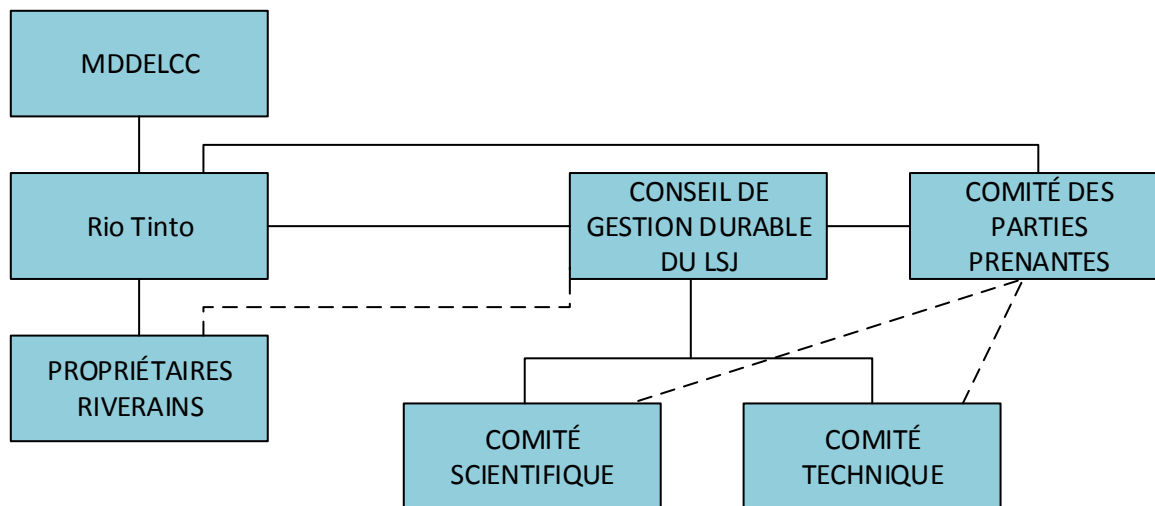 MDDELCC
Rio Tinto
CONSEIL DE
GESTION DURABLE
DU LSJ
COMITÉ DES
PARTIES
PRENANTES
PROPRIÉTAIRES
RIVERAINS
COMITÉ
SCIENTIFIQUE
COMITÉ
TECHNIQUE